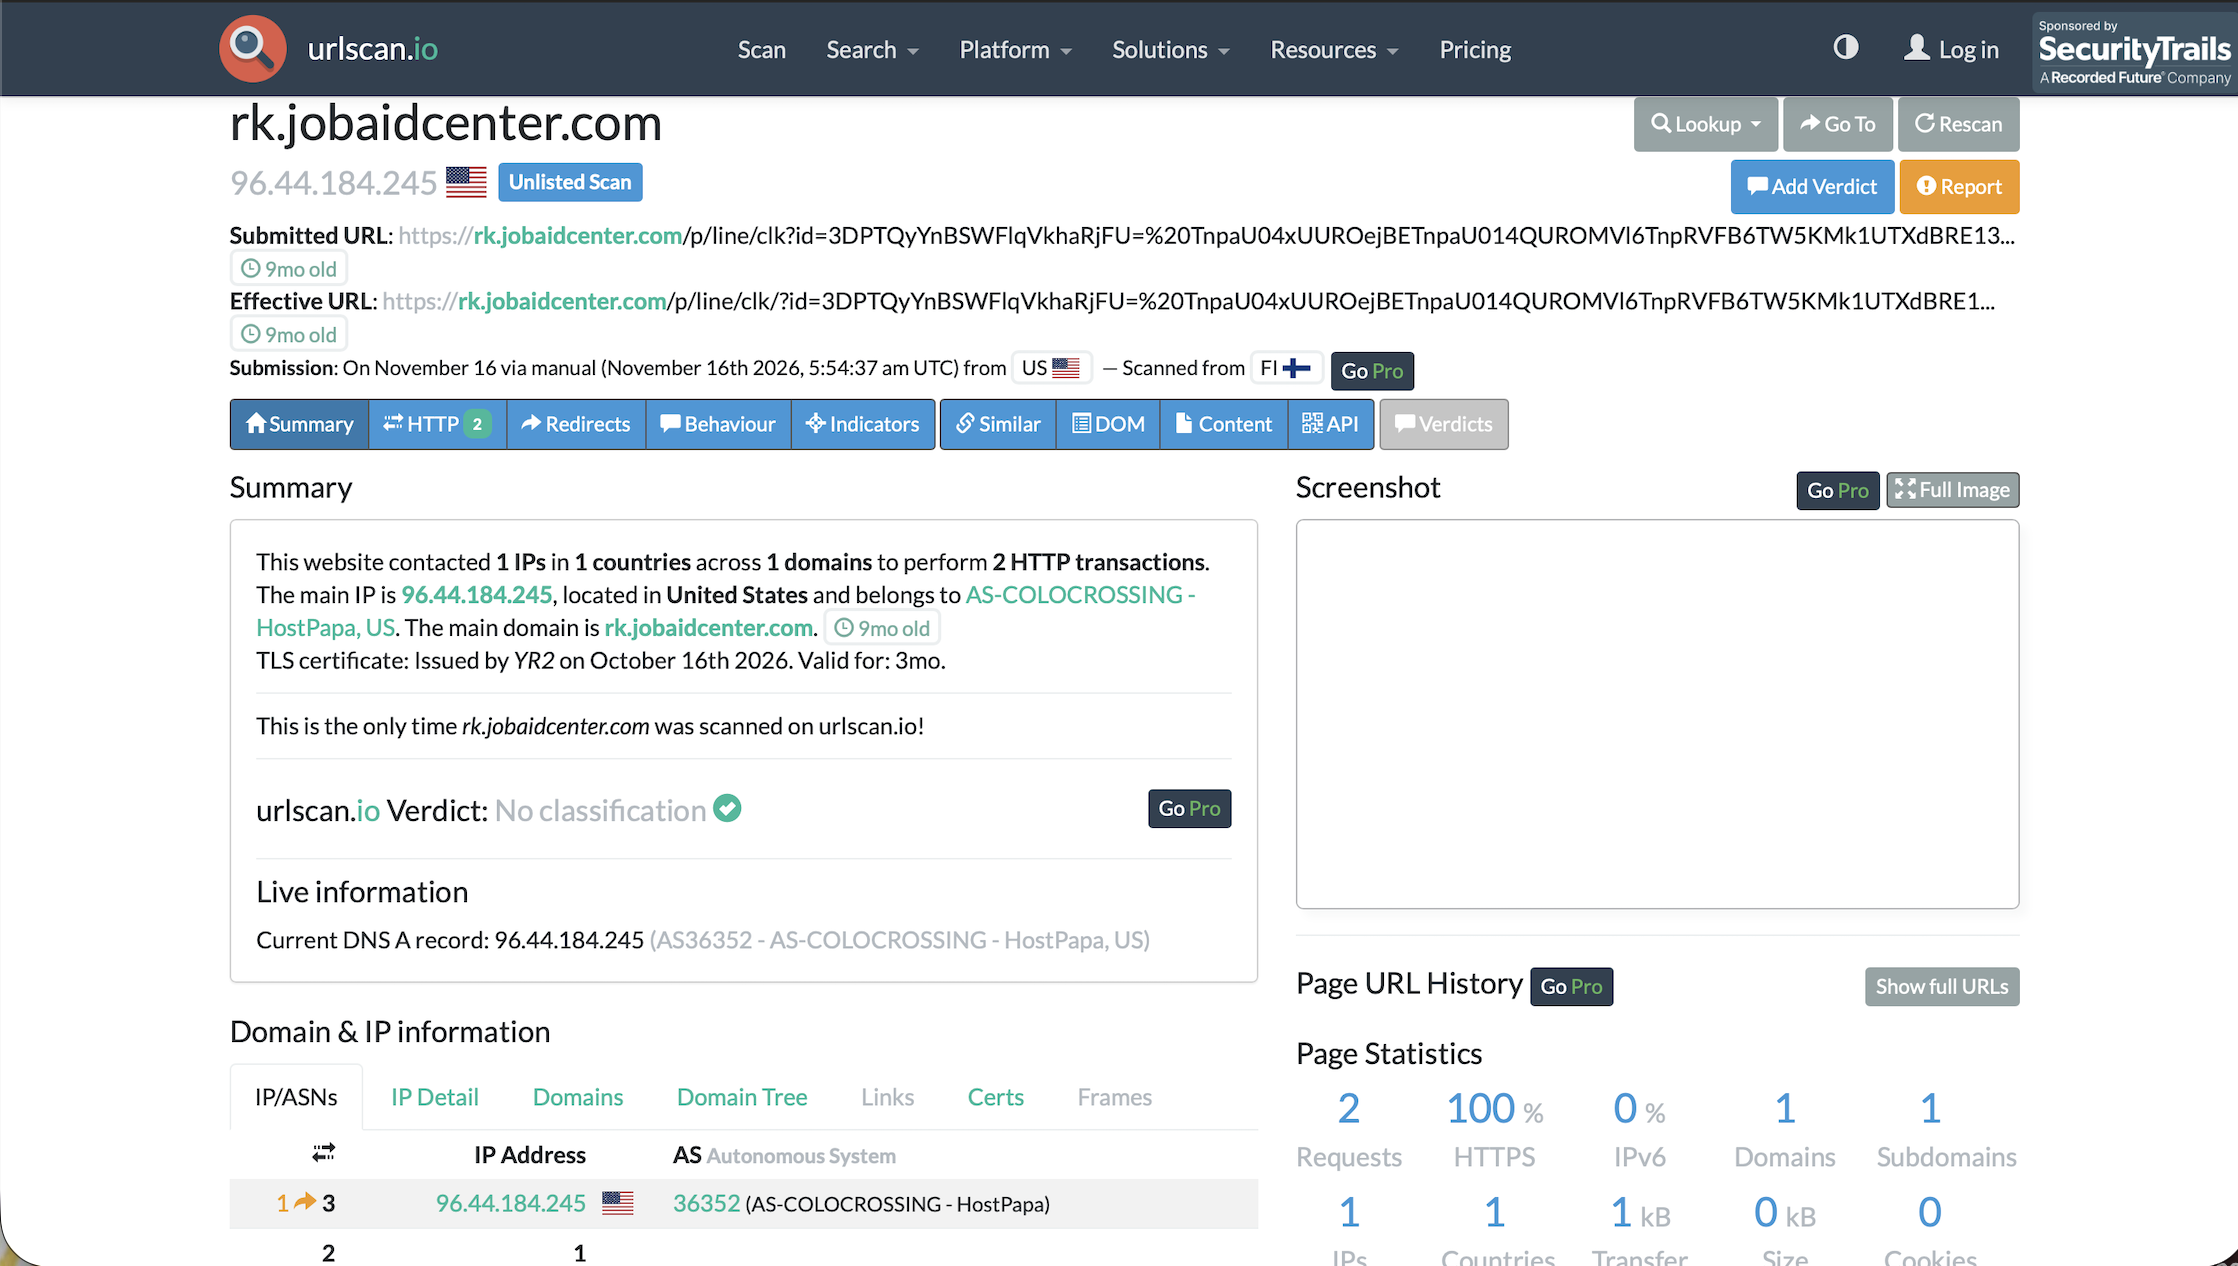 urlscan.io
Scan
Search
Platform
Solutions
Resources
Pricing
Log in
Sponsored by
SecurityTrails
A Recorded Future® Company
rk.jobaidcenter.com
Lookup
Go To
Rescan
96.44.184.245
Unlisted Scan
Add Verdict
Report
Submitted URL: https://rk.jobaidcenter.com/p/line/clk?id=3DPTQyYnBSWFlqVkhaRjFU=%20TnpaU04xUUROejBETnpaU014QUROMVl6TnpRVFB6TW5KMk1UTXdBRE13...
9mo old
Effective URL: https://rk.jobaidcenter.com/p/line/clk/?id=3DPTQyYnBSWFlqVkhaRjFU=%20TnpaU04xUUROejBETnpaU014QUROMVl6TnpRVFB6TW5KMk1UTXdBRE1...
9mo old
Submission: On November 16 via manual (November 16th 2026, 5:54:37 am UTC) from US — Scanned from FI Go Pro
Summary
HTTP 2
Redirects
Behaviour
Indicators
Similar
DOM
Content
API
Verdicts
Summary
This website contacted 1 IPs in 1 countries across 1 domains to perform 2 HTTP transactions.
The main IP is 96.44.184.245, located in United States and belongs to AS-COLOCROSSING -
HostPapa, US. The main domain is rk.jobaidcenter.com. 9mo old
TLS certificate: Issued by YR2 on October 16th 2026. Valid for: 3mo.
This is the only time rk.jobaidcenter.com was scanned on urlscan.io!
urlscan.io Verdict: No classification
Go Pro
Live information
Current DNS A record: 96.44.184.245 (AS36352 - AS-COLOCROSSING - HostPapa, US)
Domain & IP information
IP/ASNs
IP Detail
Domains
Domain Tree
Links
Certs
Frames
IP Address
AS Autonomous System
1 3
96.44.184.245
36352 (AS-COLOCROSSING - HostPapa)
2
1
Screenshot
Go Pro
Full Image
Page URL History
Go Pro
Show full URLs
Page Statistics
2
100 %
0 %
1
1
Requests
HTTPS
IPv6
Domains
Subdomains
1
1
1 kB
0 kB
0
IPs
Countries
Transfer
Size
Cookies